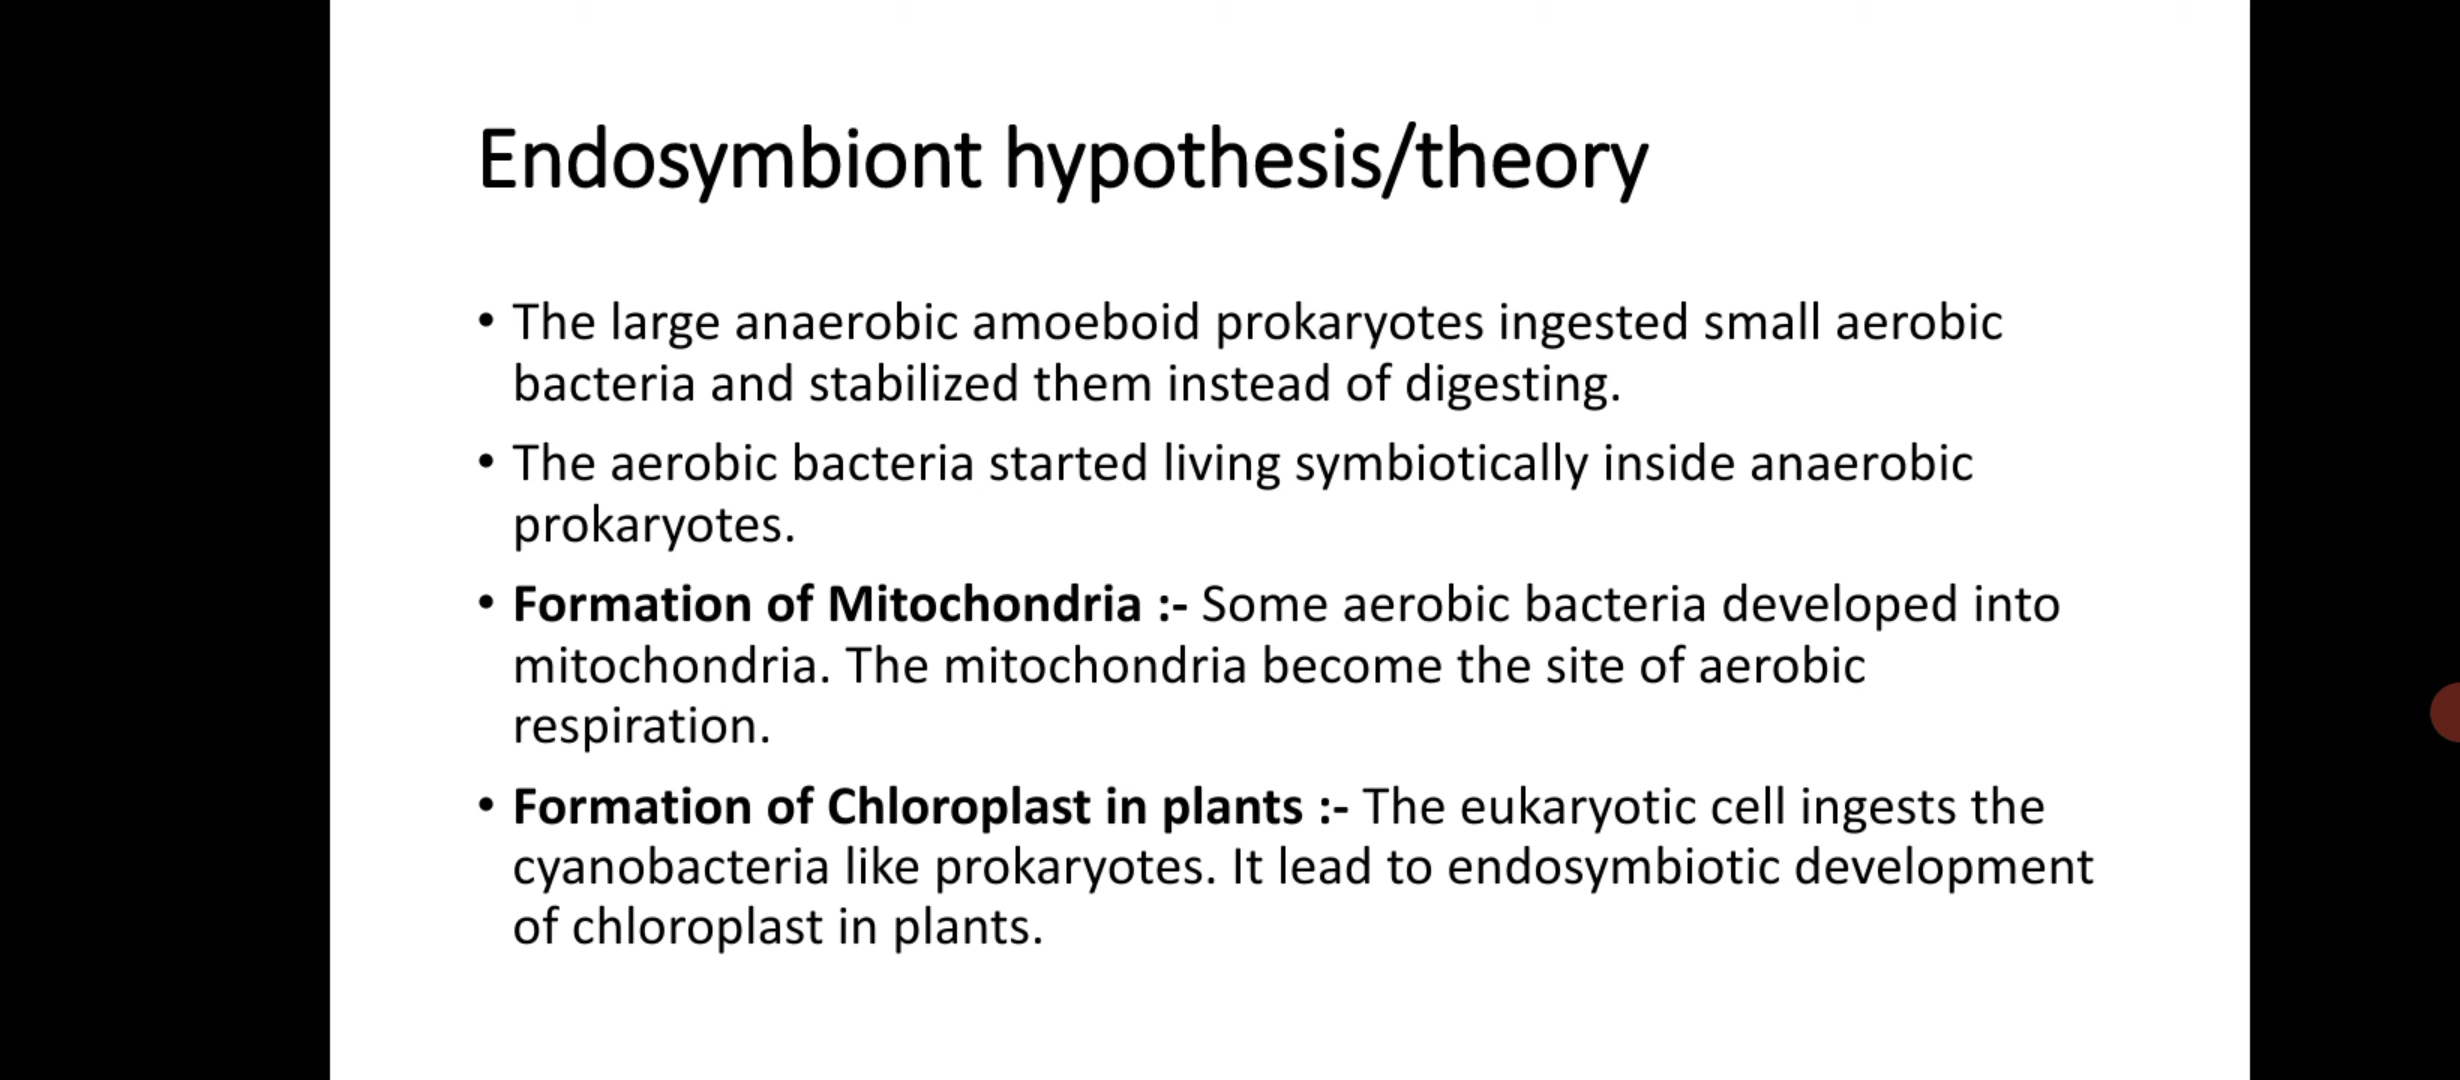 Endosymbiont hypothesis/theory
• The large anaerobic amoeboid prokaryotes ingested small aerobic
bacteria and stabilized them instead of digesting.
• The aerobic bacteria started living symbiotically inside anaerobic
prokaryotes.
• Formation of Mitochondria :- Some aerobic bacteria developed into
mitochondria. The mitochondria become the site of aerobic
respiration.
• Formation of Chloroplast in plants :- The eukaryotic cell ingests the
cyanobacteria like prokaryotes. It lead to endosymbiotic development
of chloroplast in plants.